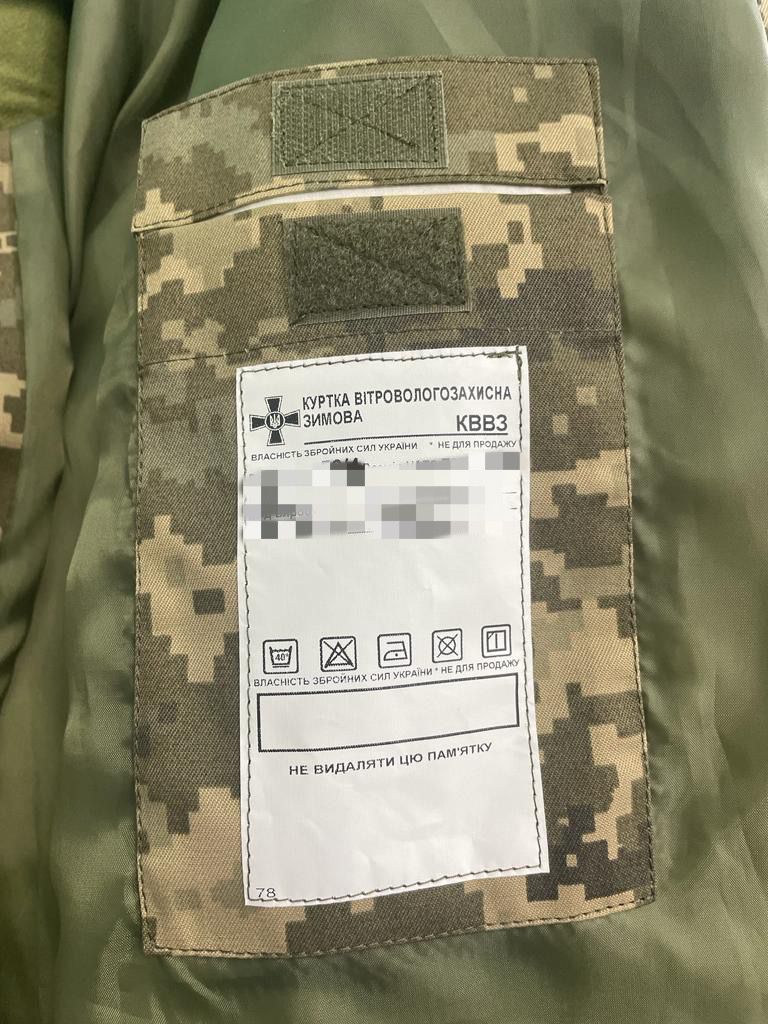 КУРТКА ВІТРОВОЛОГОЗАХИСНА
ЗИМОВА
КВВЗ
ВЛАСНІСТЬ ЗБРОЙНИХ СИЛ УКРАЇНИ * НЕ ДЛЯ ПРОДАЖУ
40°
ВЛАСНІСТЬ ЗБРОЙНИХ СИЛ УКРАЇНИ * НЕ ДЛЯ ПРОДАЖУ
НЕ ВИДАЛЯТИ ЦЮ ПАМ'ЯТКУ
78